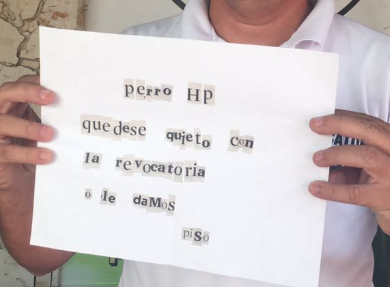 perro HP
quedese quieto con
la revocatoria
o le daMos
piso